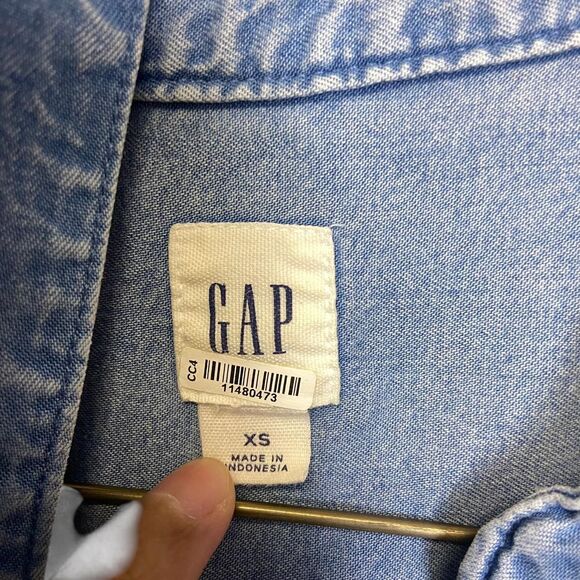 GAP
CC4
11480473
XS
MADE IN
INDONESIA